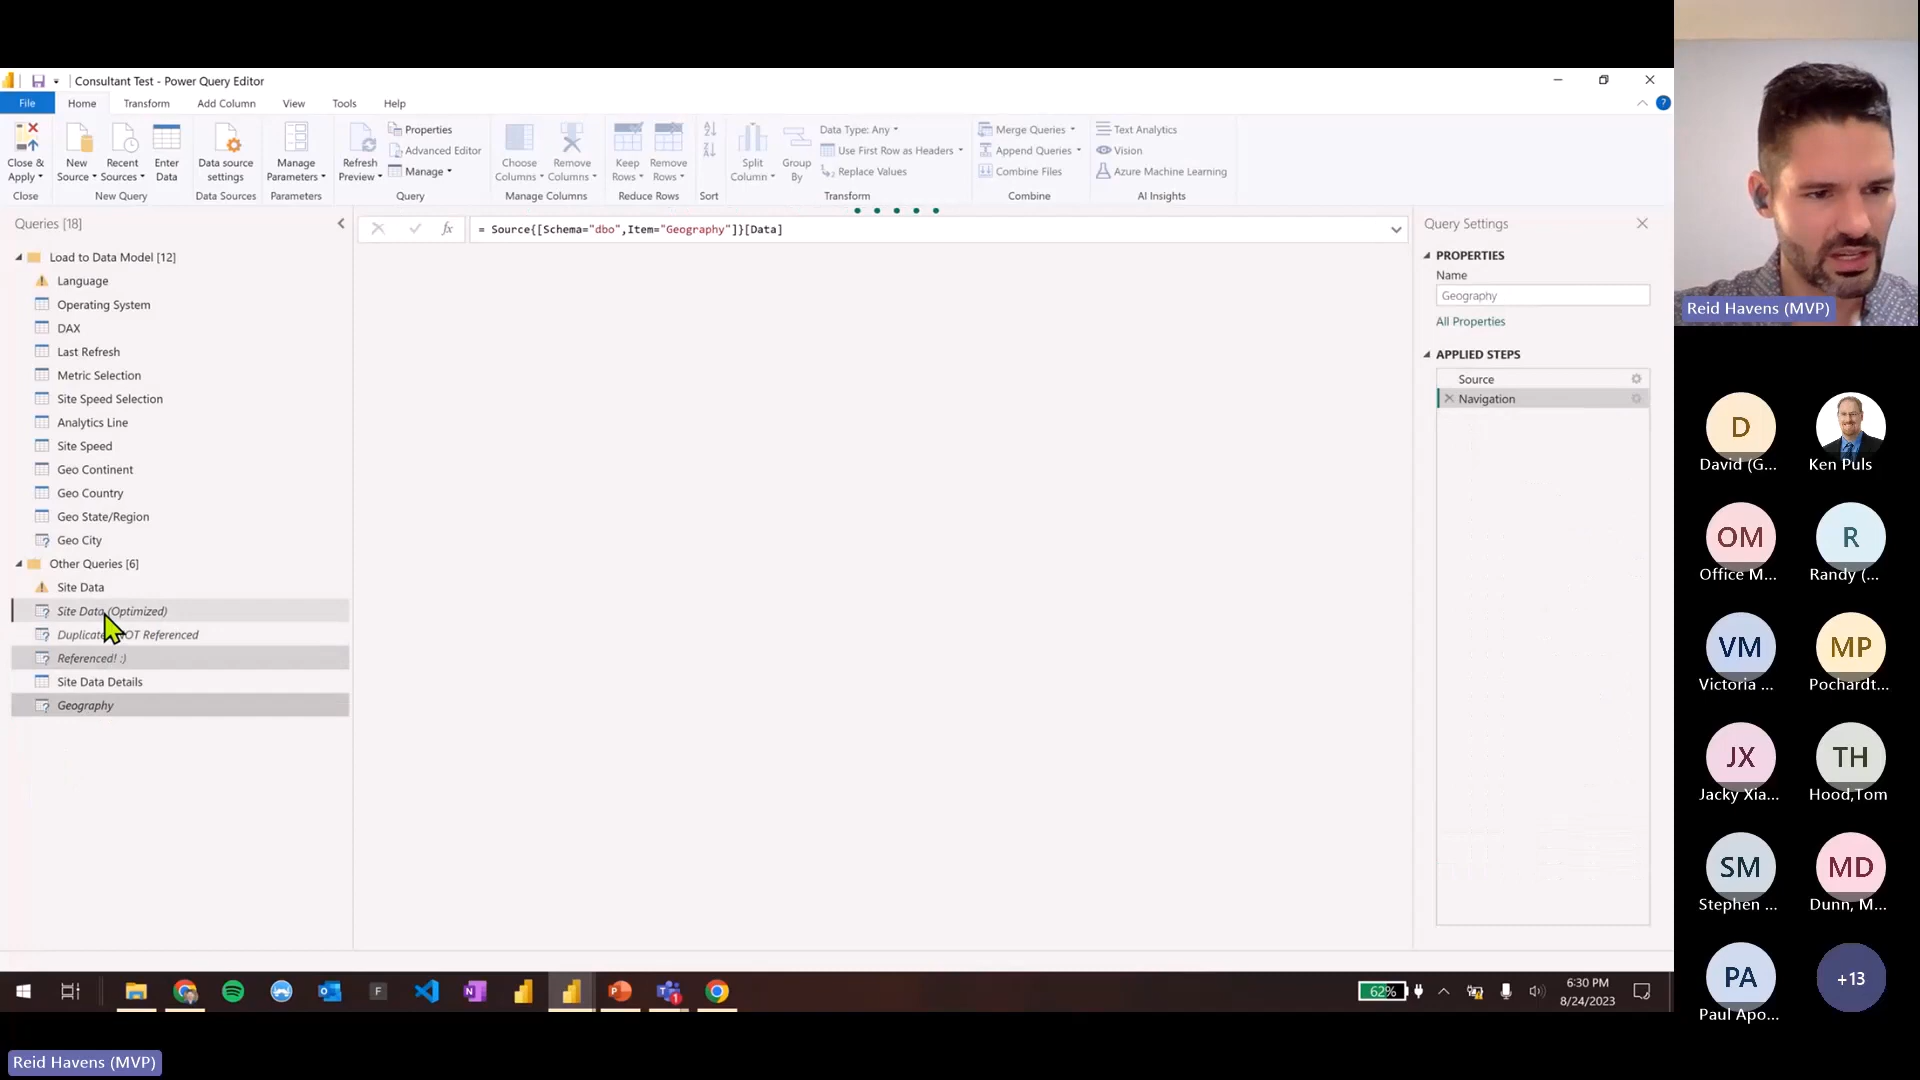 Consultant Test - Power Query Editor
File Home Transform Add Column View Tools Help
?
Close & Apply
New Source
Recent Sources
Enter Data
Data source settings
Manage Parameters
Refresh Preview
Properties
Advanced Editor
Manage
Choose Columns
Remove Columns
Keep Rows
Remove Rows
Split Column
Group By
Data Type: Any
Use First Row as Headers
Replace Values
Merge Queries
Append Queries
Combine Files
Text Analytics
Vision
Azure Machine Learning
Close New Query Data Sources Parameters Query Manage Columns Reduce Rows Sort Transform Combine AI Insights
Queries [18]
fx
= Source{[Schema="dbo",Item="Geography"]}[Data]
Load to Data Model [12]
Language
Operating System
DAX
Last Refresh
Metric Selection
Site Speed Selection
Analytics Line
Site Speed
Geo Continent
Geo Country
Geo State/Region
Geo City
Other Queries [6]
Site Data
Site Data (Optimized)
Duplicate NOT Referenced
Referenced! :)
Site Data Details
Geography
Query Settings
PROPERTIES
Name
Geography
All Properties
APPLIED STEPS
Source
Navigation
Reid Havens (MVP)
D
David (G...
Ken Puls
OM
Office M...
R
Randy (...
VM
Victoria ...
MP
Pochardt...
JX
Jacky Xia...
TH
Hood,Tom
SM
Stephen ...
MD
Dunn, M...
PA
Paul Apo...
+13
62%
6:30 PM
8/24/2023
Reid Havens (MVP)